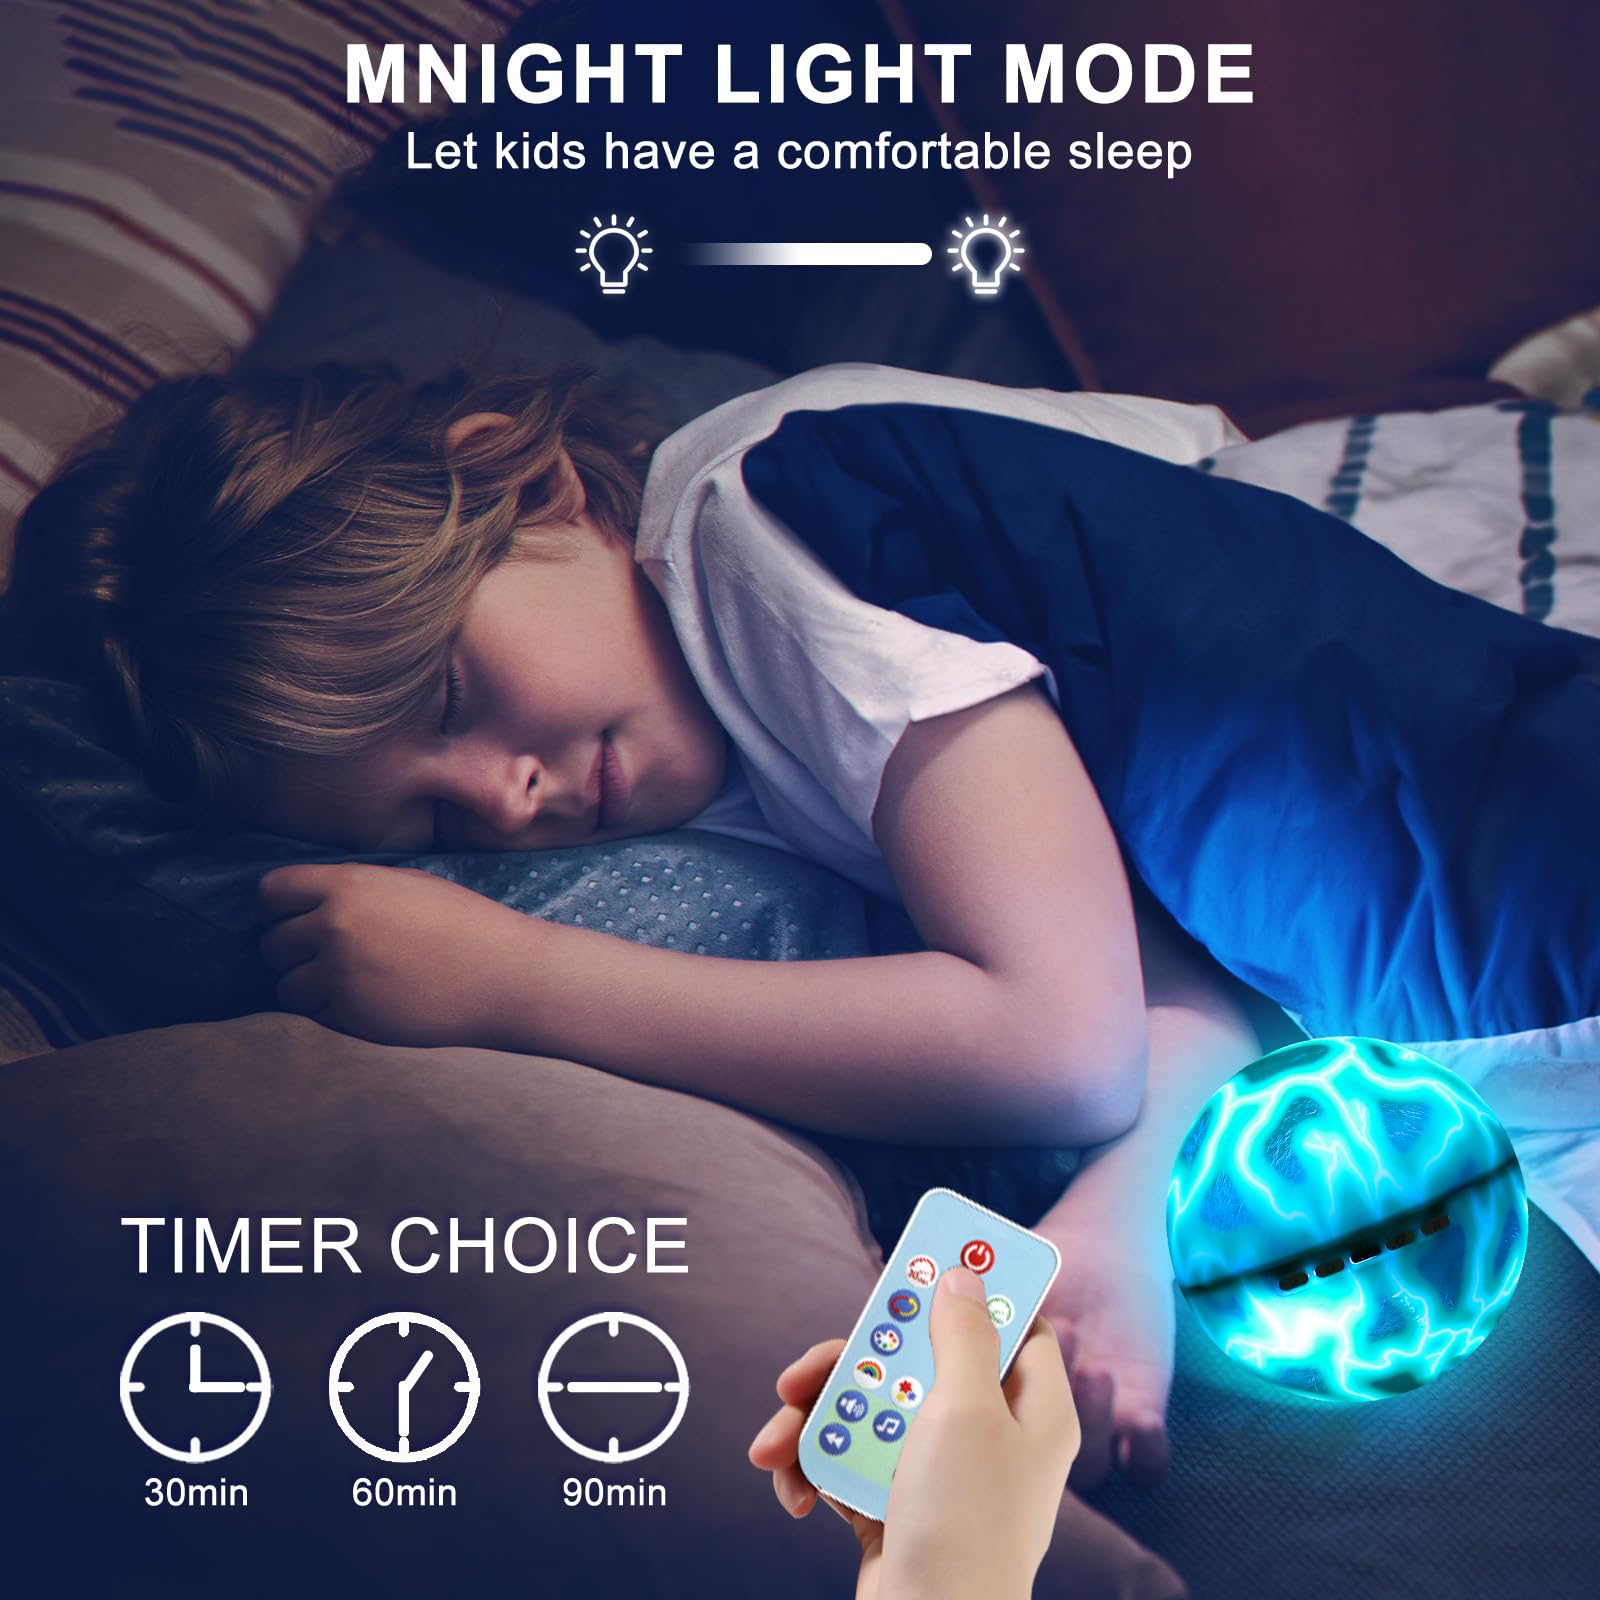 MNIGHT LIGHT MODE
Let kids have a comfortable sleep
TIMER CHOICE
30min
60min
90min